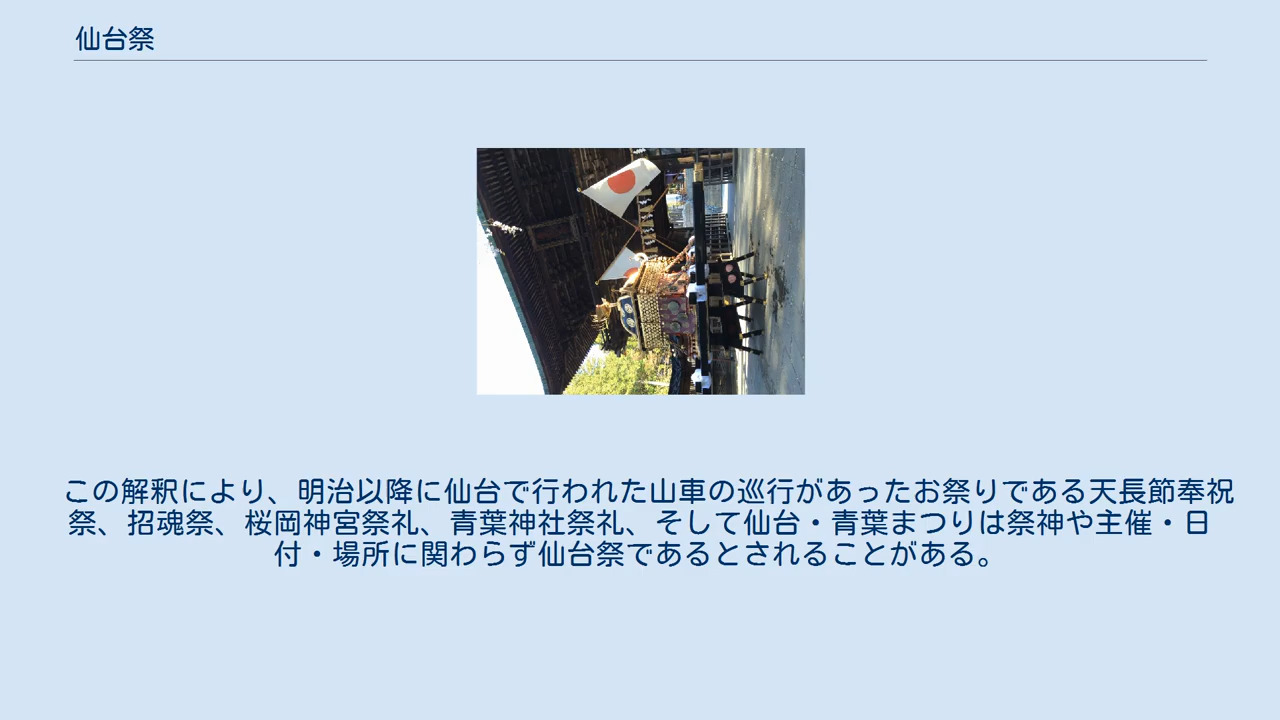 仙台祭
この解釈により、明治以降に仙台で行われた山車の巡行があったお祭りである天長節奉祝
祭、招魂祭、桜岡神宮祭礼、青葉神社祭礼、そして仙台・青葉まつりは祭神や主催・日
付・場所に関わらず仙台祭であるとされることがある。